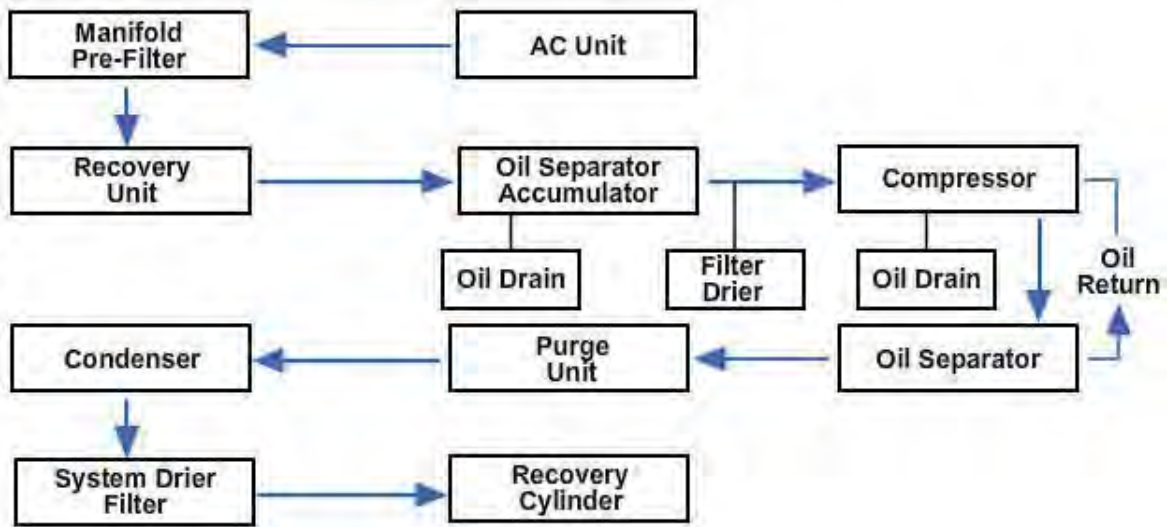 Manifold
Pre-Filter
AC Unit
Recovery
Unit
Oil Separator
Accumulator
Compressor
Oil Drain
Filter
Drier
Oil Drain
Oil
Return
Condenser
Purge
Unit
Oil Separator
System Drier
Filter
Recovery
Cylinder